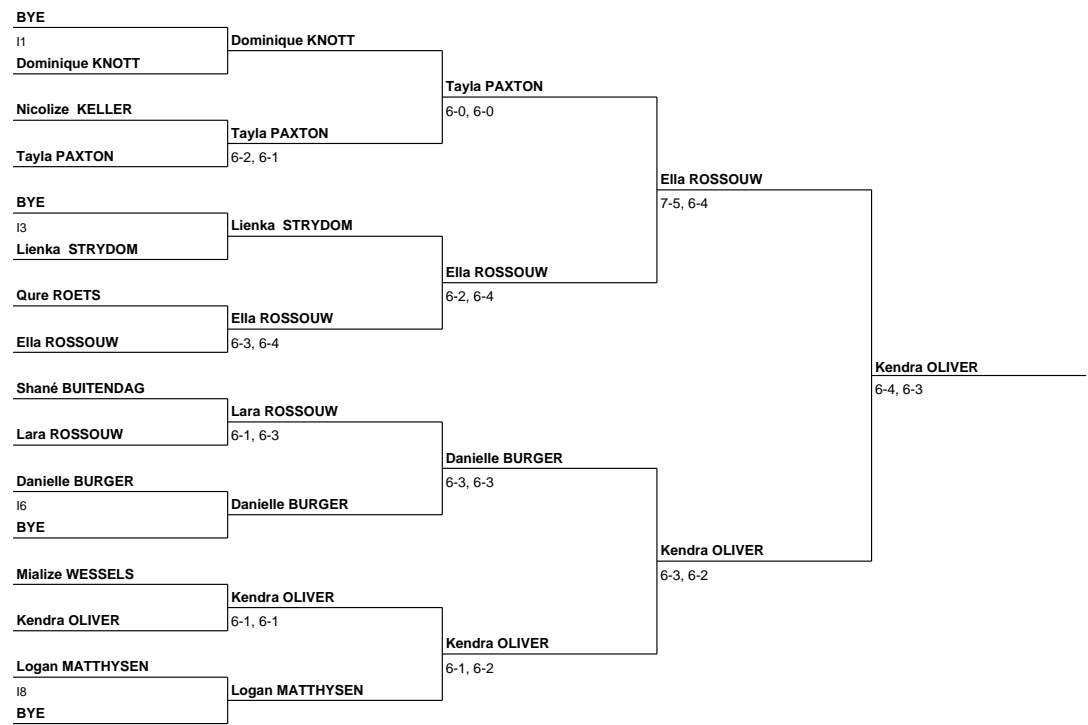 BYE
I1
Dominique KNOTT
Nicolize  KELLER
Tayla PAXTON
BYE
I3
Lienka  STRYDOM
Qure ROETS
Ella ROSSOUW
Shané BUITENDAG
Lara ROSSOUW
Danielle BURGER
I6
BYE
Mialize WESSELS
Kendra OLIVER
Logan MATTHYSEN
I8
BYE
Dominique KNOTT
Tayla PAXTON
6-2, 6-1
Lienka  STRYDOM
Ella ROSSOUW
6-3, 6-4
Lara ROSSOUW
6-1, 6-3
Danielle BURGER
Kendra OLIVER
6-1, 6-1
Logan MATTHYSEN
Tayla PAXTON
6-0, 6-0
Ella ROSSOUW
6-2, 6-4
Danielle BURGER
6-3, 6-3
Kendra OLIVER
6-1, 6-2
Ella ROSSOUW
7-5, 6-4
Kendra OLIVER
6-3, 6-2
Kendra OLIVER
6-4, 6-3